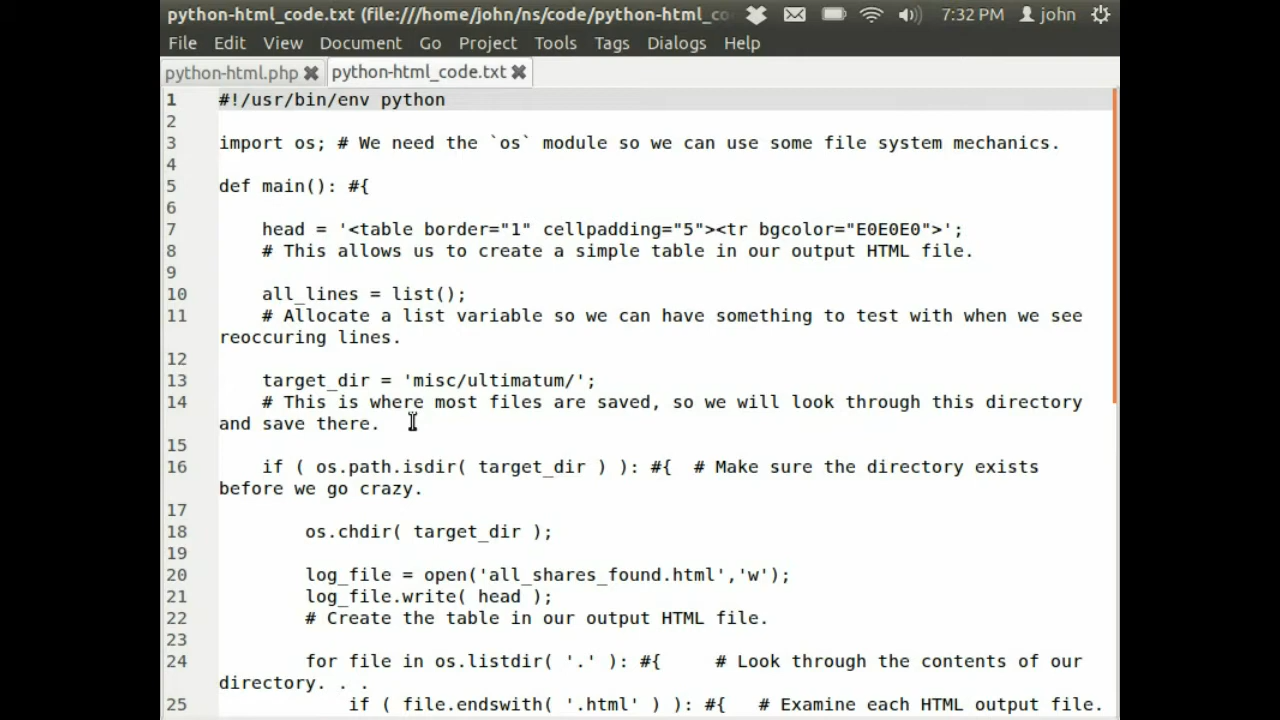 python-html_code.txt (file:///home/john/ns/code/python-html_co 7:32 PM john
File Edit View Document Go Project Tools Tags Dialogs Help
python-html.php python-html_code.txt
1 #!/usr/bin/env python
2
3 import os; # We need the `os` module so we can use some file system mechanics.
4
5 def main(): #{
6
7 head = '<table border="1" cellpadding="5"><tr bgcolor="E0E0E0">';
8 # This allows us to create a simple table in our output HTML file.
9
10 all_lines = list();
11 # Allocate a list variable so we can have something to test with when we see
reoccuring lines.
12
13 target_dir = 'misc/ultimatum/';
14 # This is where most files are saved, so we will look through this directory
and save there.
15
16 if ( os.path.isdir( target_dir ) ): #{ # Make sure the directory exists
before we go crazy.
17
18 os.chdir( target_dir );
19
20 log_file = open('all_shares_found.html','w');
21 log_file.write( head );
22 # Create the table in our output HTML file.
23
24 for file in os.listdir( '.' ): #{ # Look through the contents of our
directory. . .
25 if ( file.endswith( '.html' ) ): #{ # Examine each HTML output file.